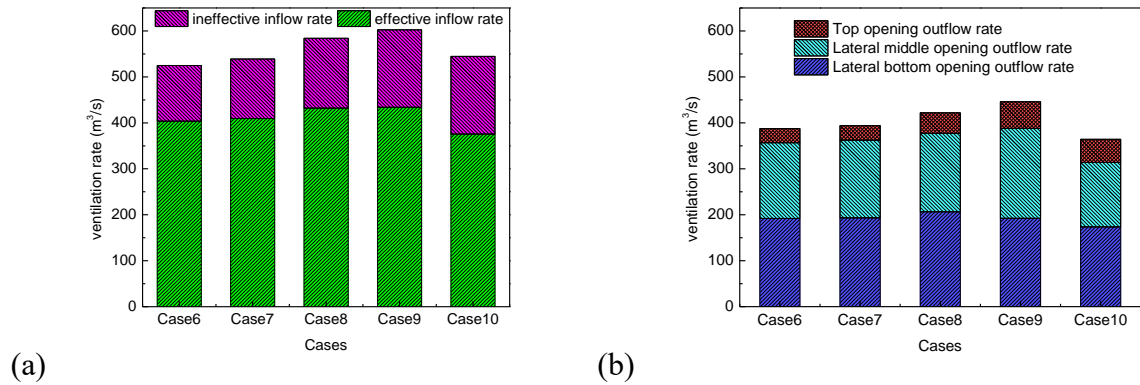 ineffective inflow rate effective inflow rate
600
500
400
300
200
100
0
ventilation rate (m³/s)
Case6 Case7 Case8 Case9 Case10
Cases
(a)
Top opening outflow rate
Lateral middle opening outflow rate
Lateral bottom opening outflow rate
600
500
400
300
200
100
0
ventilation rate (m³/s)
Case6 Case7 Case8 Case9 Case10
Cases
(b)